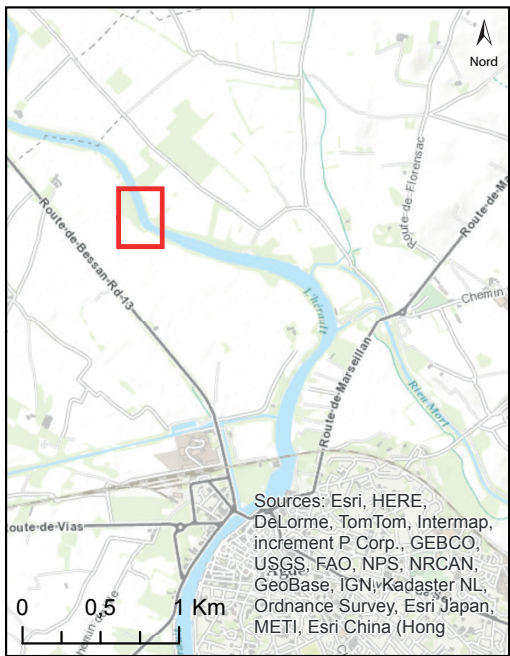 Nord
Route-de-Florensac
Route-de-Ma
Route-de-Bessan-Rd-13
L'hérault
Chemin
Route-de-Marseillan
Rieu Mort
Route-de-Vias
Sources: Esri, HERE,
DeLorme, TomTom, Intermap,
increment P Corp., GEBCO,
USGS, FAO, NPS, NRCAN,
GeoBase, IGN, Kadaster NL,
Ordnance Survey, Esri Japan,
METI, Esri China (Hong
0 0,5 1 Km